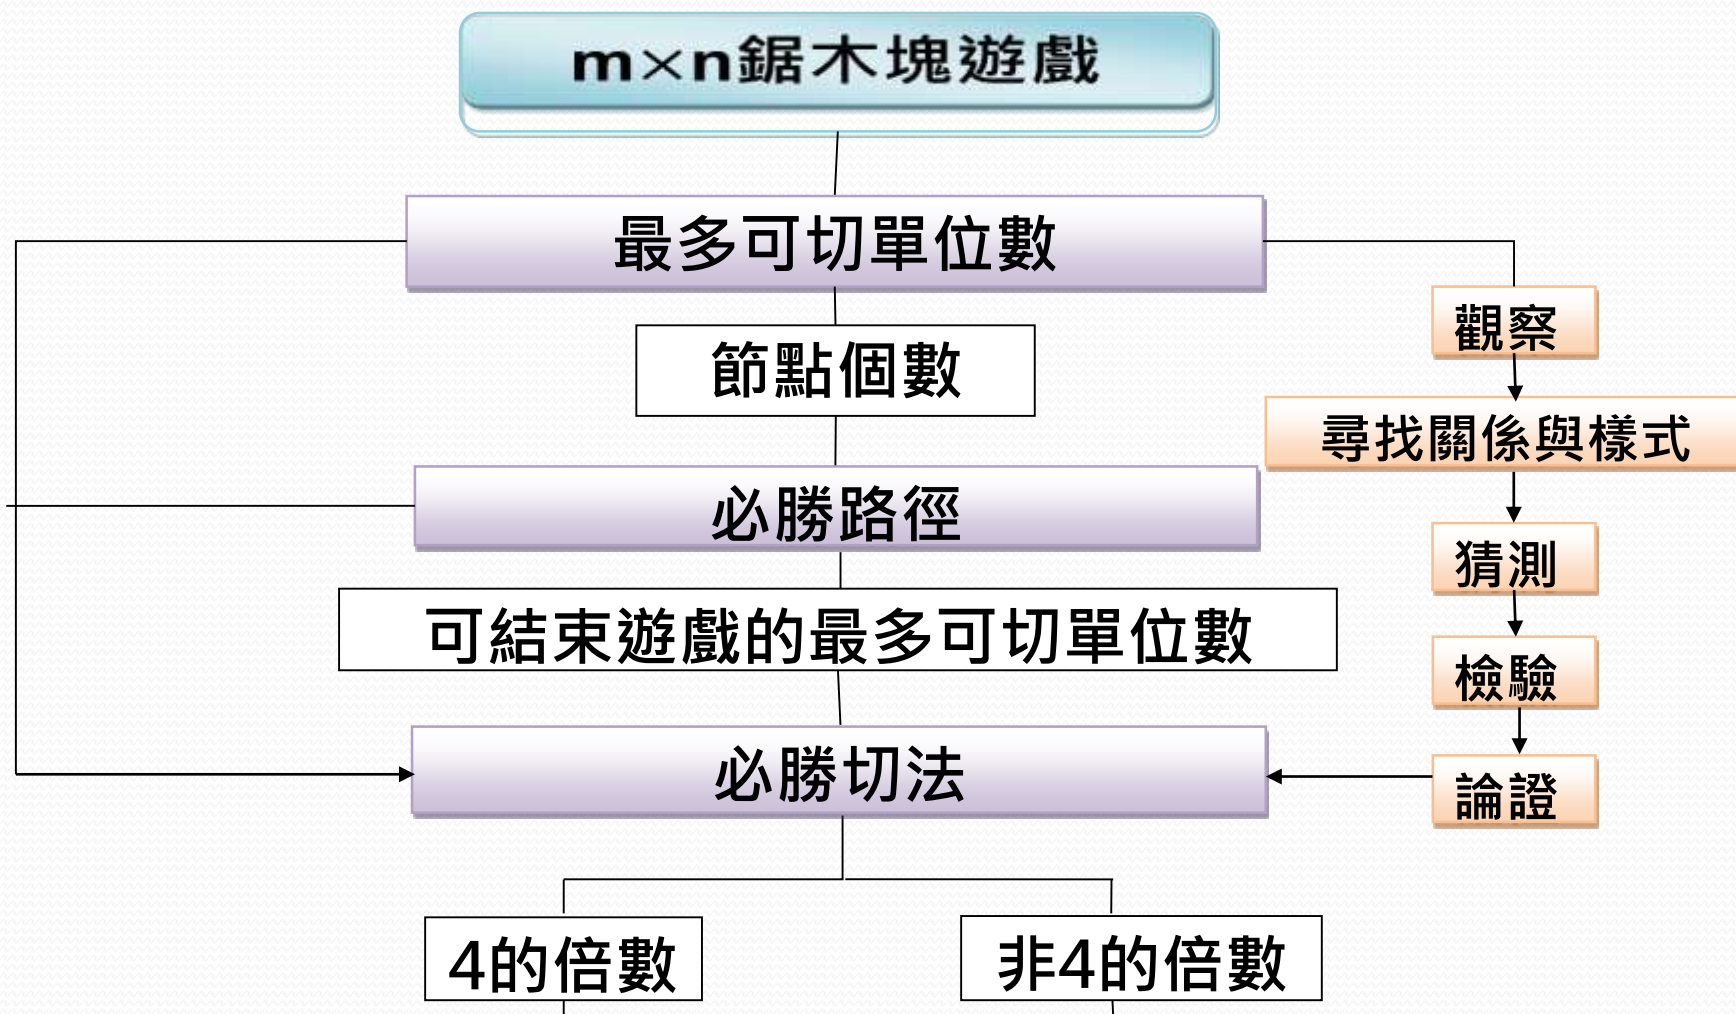 m×n鋸木塊遊戲
最多可切單位數
節點個數
必勝路徑
可結束遊戲的最多可切單位數
必勝切法
4的倍數
非4的倍數
觀察
尋找關係與樣式
猜測
檢驗
論證